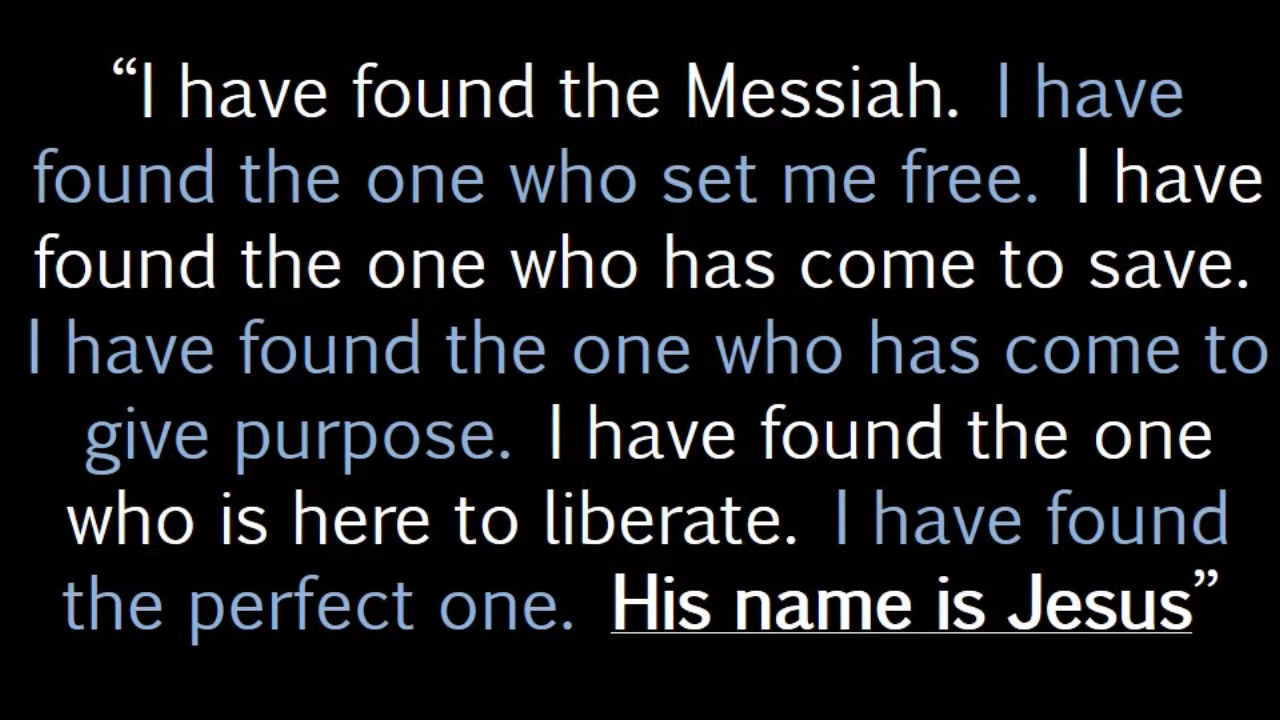 “I have found the Messiah. I have
found the one who set me free. I have
found the one who has come to save.
I have found the one who has come to
give purpose. I have found the one
who is here to liberate. I have found
the perfect one. His name is Jesus”